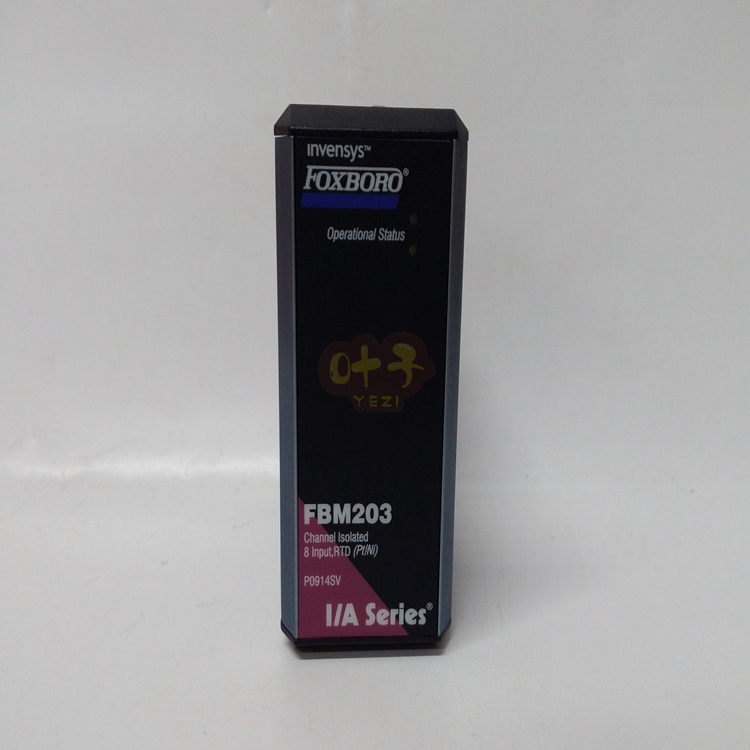 invensys™
FOXBORO®
Operational Status
叶子
YEZI
FBM203
Channel Isolated
8 Input,RTD (Pt/Ni)
P0914SV
I/A Series®